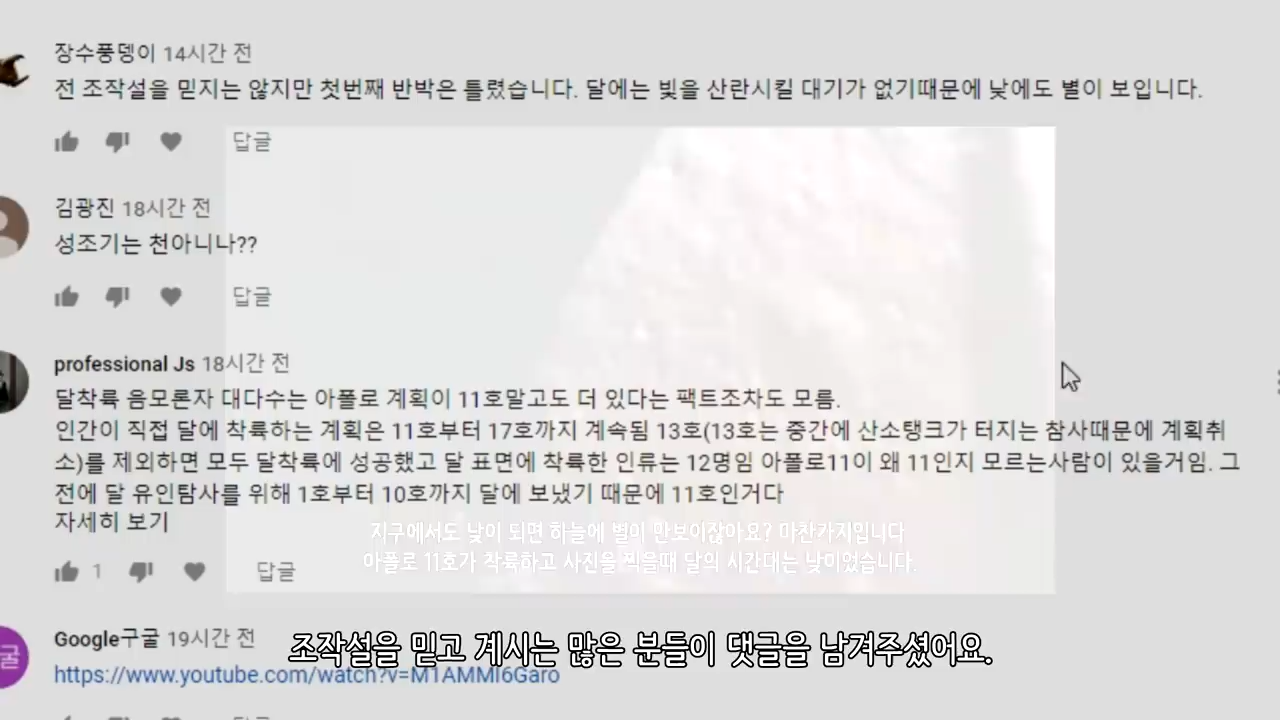 장수풍뎅이 14시간 전
전 조작설을 믿지는 않지만 첫번째 반박은 틀렸습니다. 달에는 빛을 산란시킬 대기가 없기때문에 낮에도 별이 보입니다.
답글
김광진 18시간 전
성조기는 천아니나??
답글
professional Js 18시간 전
달착륙 음모론자 대다수는 아폴로 계획이 11호말고도 더 있다는 팩트조차도 모름.
인간이 직접 달에 착륙하는 계획은 11호부터 17호까지 계속됨 13호(13호는 중간에 산소탱크가 터지는 참사때문에 계획취
소)를 제외하면 모두 달착륙에 성공했고 달 표면에 착륙한 인류는 12명임 아폴로11이 왜 11인지 모르는사람이 있을거임. 그
전에 달 유인탐사를 위해 1호부터 10호까지 달에 보냈기 때문에 11호인거다
자세히 보기
지구에서도 낮이 되면 하늘에 별이 안보이잖아요? 마찬가지입니다
아폴로 11호가 착륙하고 사진을 찍을때 달의 시간대는 낮이었습니다.
1 답글
Google구굴 19시간 전
굴
조작설을 믿고 계시는 많은 분들이 댓글을 남겨주셨어요.
https://www.youtube.com/watch?v=M1AMMI6Garo